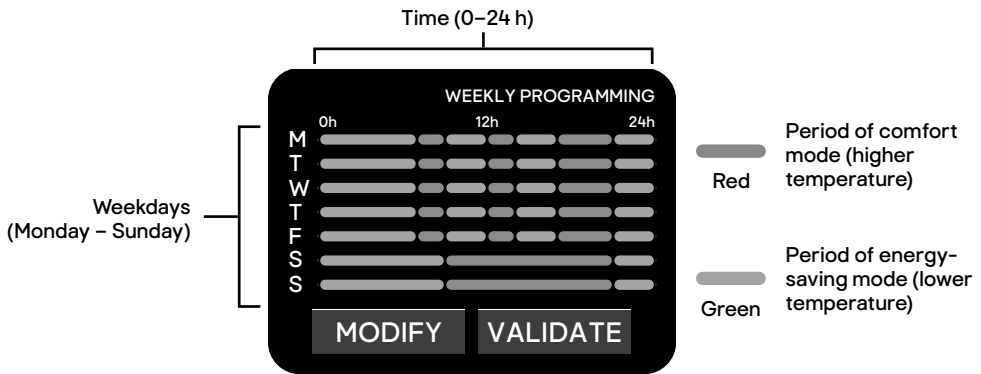 Time (0–24 h)
WEEKLY PROGRAMMING
0h 12h 24h
M
T
W
T
F
S
S
Weekdays
(Monday – Sunday)
MODIFY VALIDATE
Red
Period of comfort
mode (higher
temperature)
Green
Period of energy-
saving mode (lower
temperature)